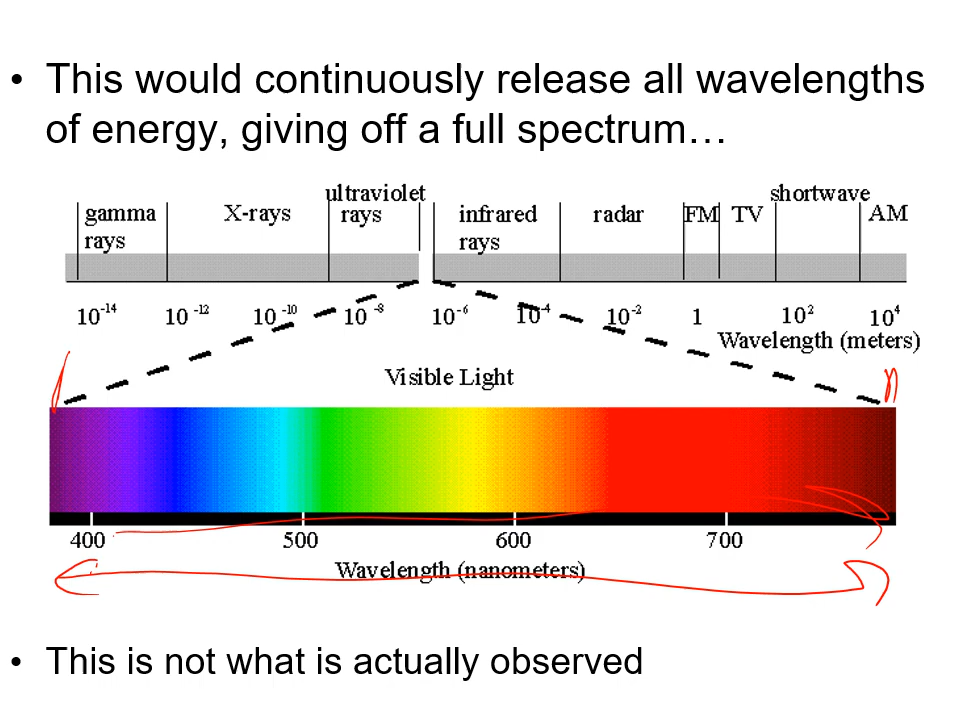 • This would continuously release all wavelengths
of energy, giving off a full spectrum…
ultraviolet shortwave
gamma X-rays rays infrared radar FM TV AM
rays rays
10-14 10-12 10-10 10-8 10-6 10-4 10-2 1 102 104
Wavelength (meters)
Visible Light
400 500 600 700
Wavelength (nanometers)
• This is not what is actually observed